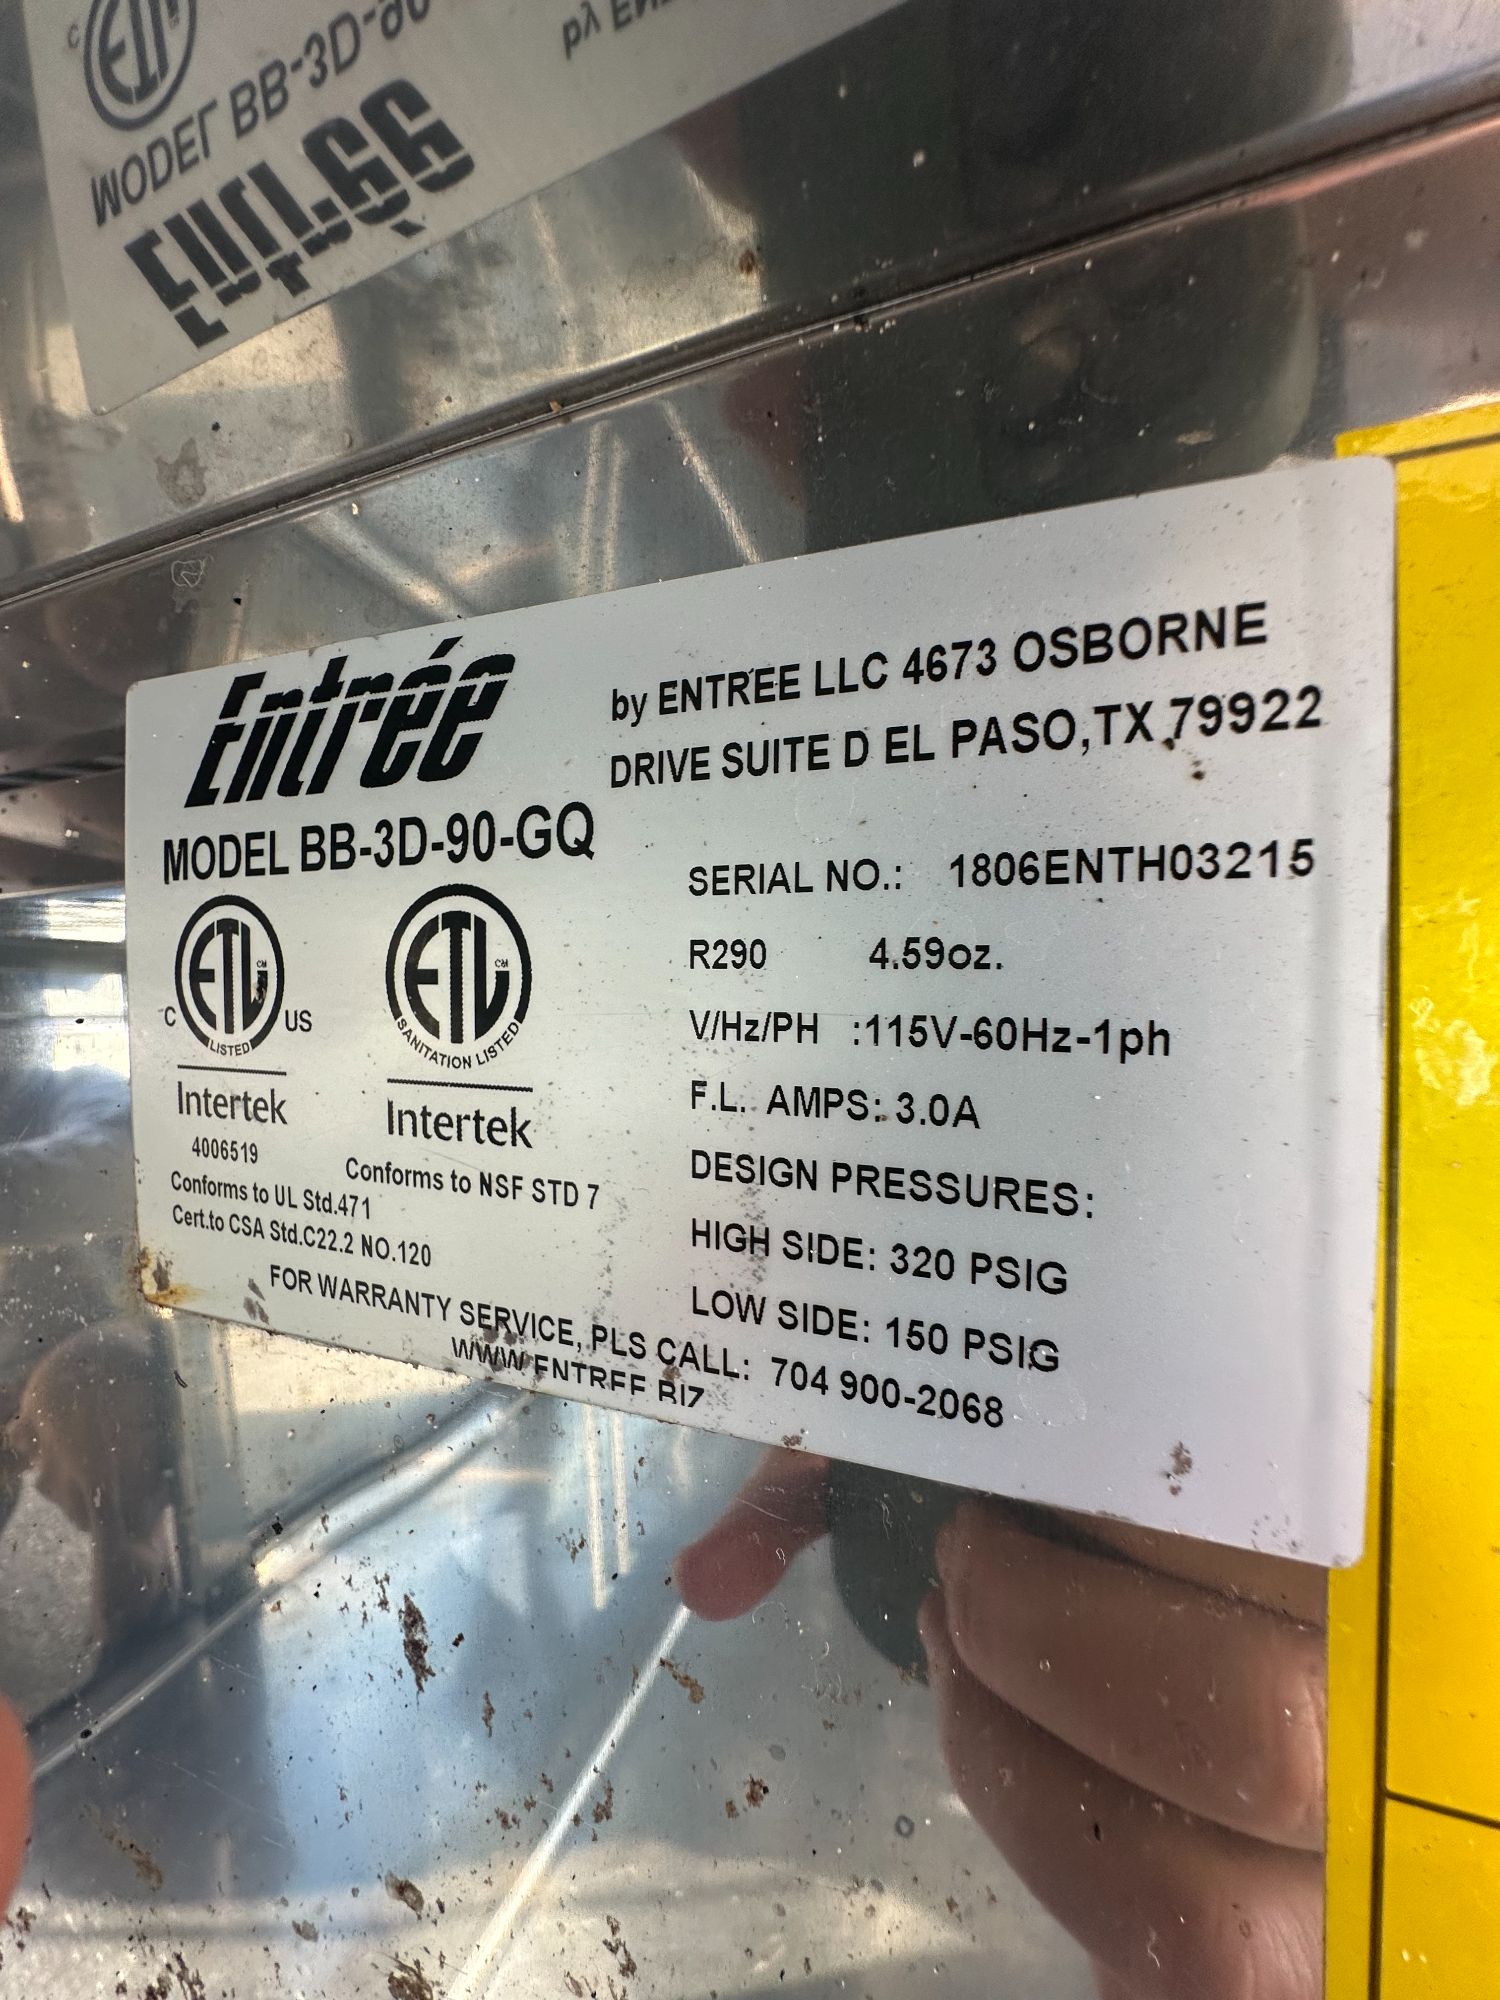 MODEL BB-3D-90
Entrée
by ENTREE LLC 4673 OSBORNE
DRIVE SUITE D EL PASO,TX 79922
MODEL BB-3D-90-GQ
SERIAL NO.: 1806ENTH03215
R290 4.59oz.
V/Hz/PH :115V-60Hz-1ph
F.L. AMPS: 3.0A
DESIGN PRESSURES:
HIGH SIDE: 320 PSIG
LOW SIDE: 150 PSIG
C ETL US
LISTED
Intertek
4006519
Conforms to UL Std.471
Cert.to CSA Std.C22.2 NO.120
ETL
SANITATION LISTED
Intertek
Conforms to NSF STD 7
FOR WARRANTY SERVICE, PLS CALL: 704 900-2068
WWW.ENTREE.BIZ